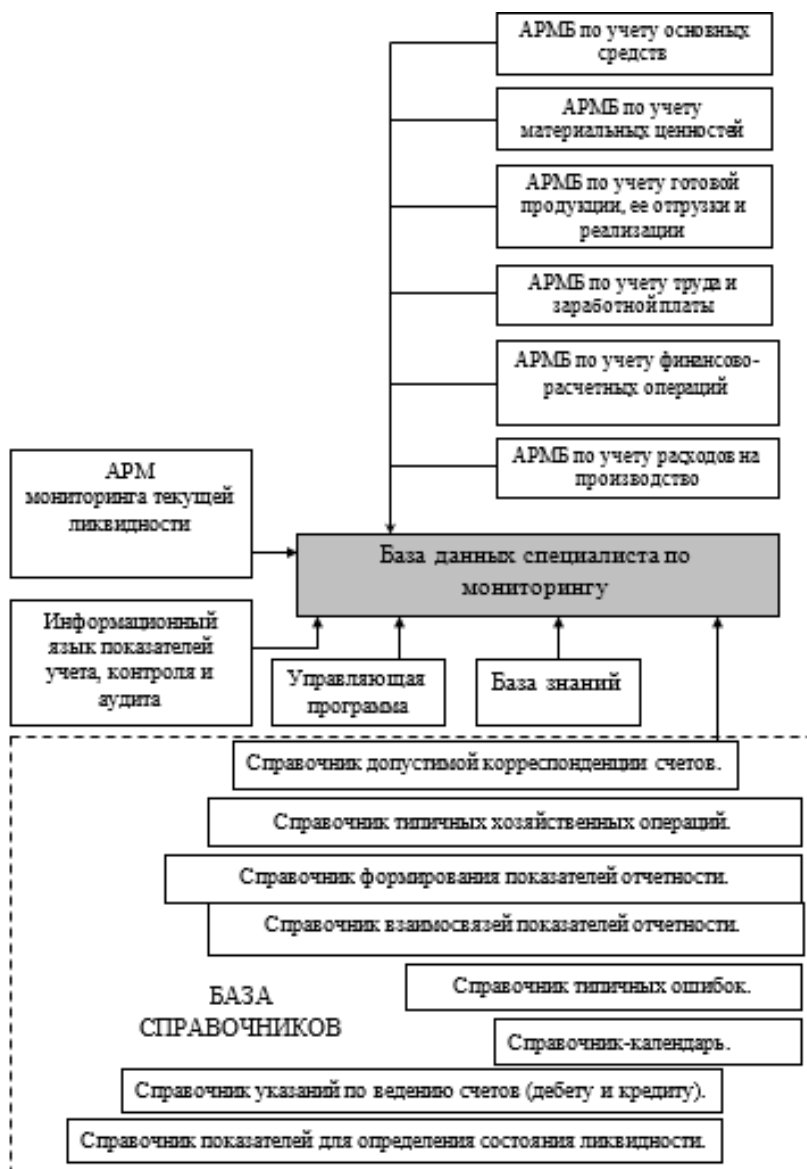 АРМБ по учету основных
средств
АРМБ по учету
материальных ценностей
АРМБ по учету готовой
продукции, ее отгрузки и
реализации
АРМБ по учету труда и
заработной платы
АРМБ по учету финансово-
расчетных операций
АРМБ по учету расходов на
производство
АРМ
мониторинга текущей
ликвидности
База данных специалиста по
мониторингу
Информационный
язык показателей
учета, контроля и
аудита
Управляющая
программа
База знаний
Справочник допустимой корреспонденции счетов.
Справочник типичных хозяйственных операций.
Справочник формирования показателей отчетности.
Справочник взаимосвязей показателей отчетности.
Справочник типичных ошибок.
БАЗА
СПРАВОЧНИКОВ
Справочник-календарь.
Справочник указаний по ведению счетов (дебету и кредиту).
Справочник показателей для определения состояния ликвидности.